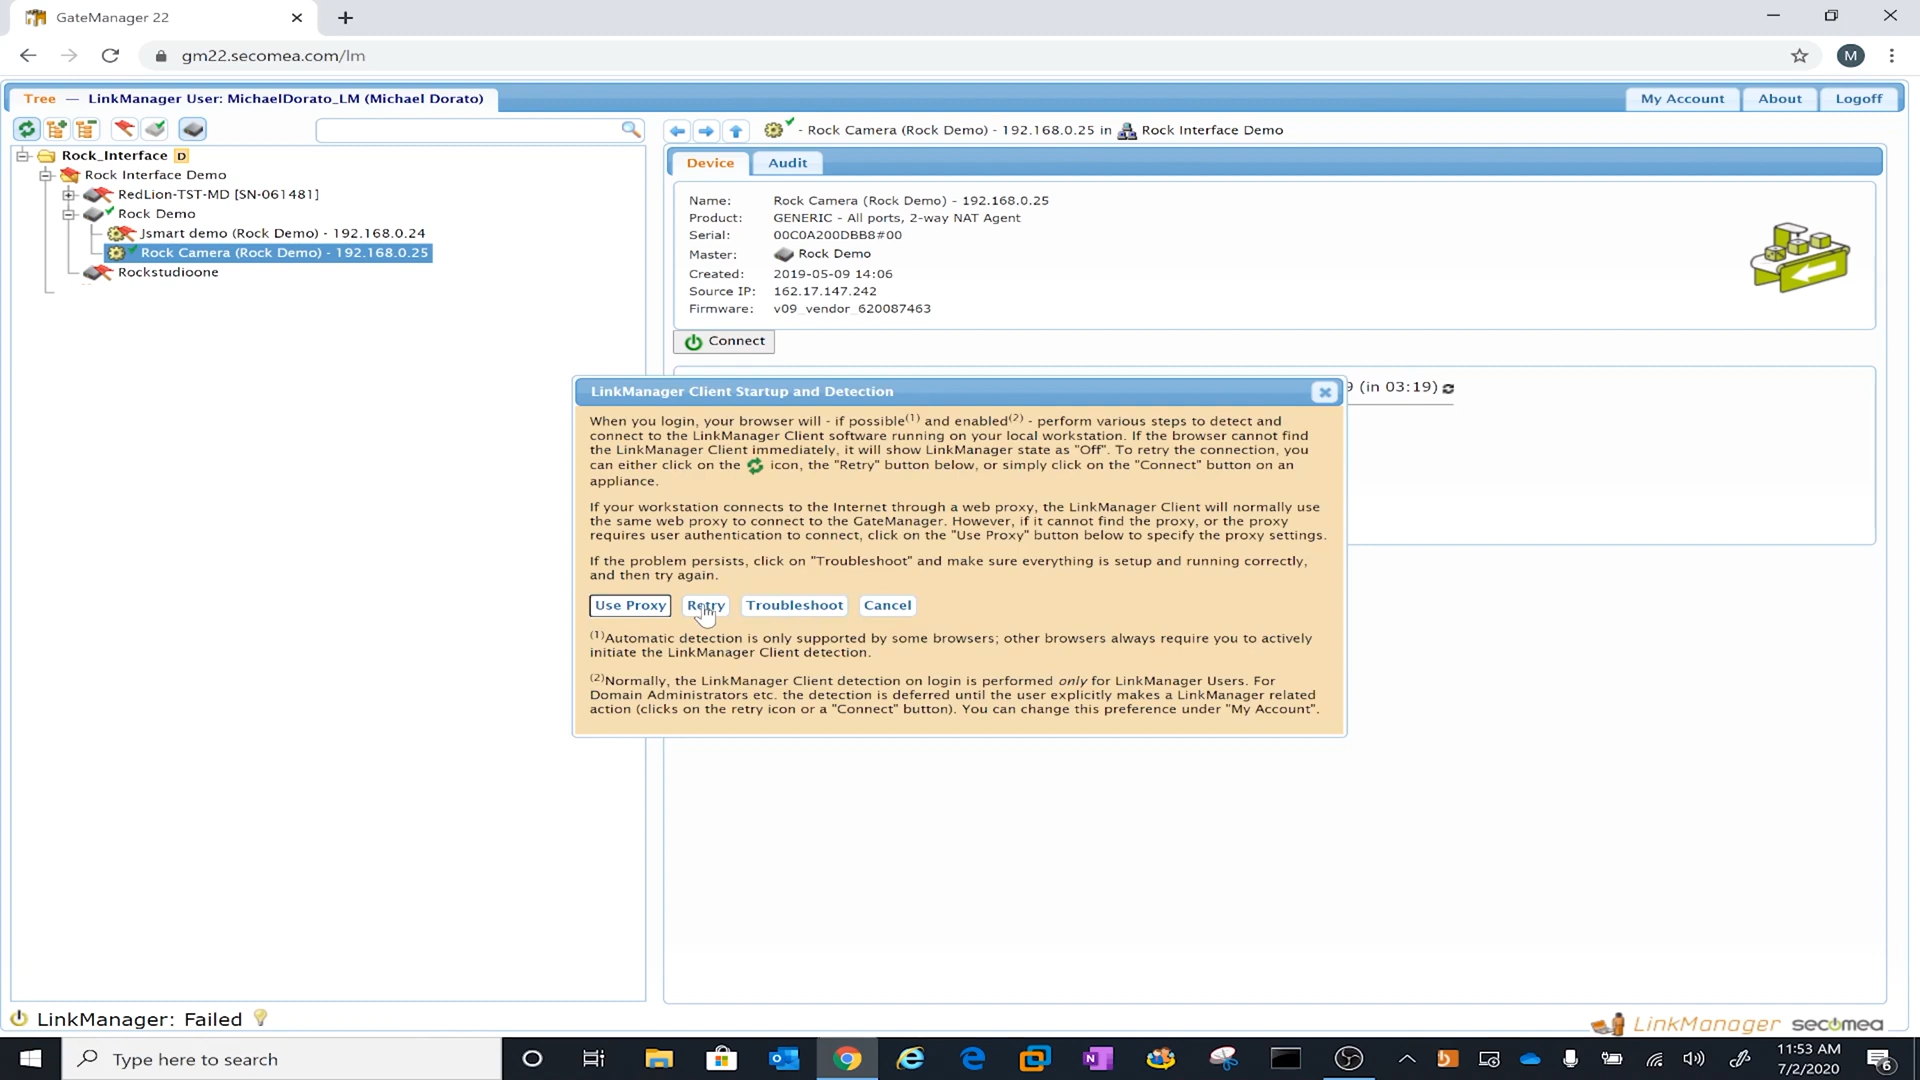 GateManager 22
gm22.secomea.com/lm
M
Tree — LinkManager User: MichaelDorato_LM (Michael Dorato)
My Account
About
Logoff
- Rock Camera (Rock Demo) - 192.168.0.25 in Rock Interface Demo
Rock_Interface D
Rock Interface Demo
RedLion-TST-MD [SN-061481]
Rock Demo
Jsmart demo (Rock Demo) - 192.168.0.24
Rock Camera (Rock Demo) - 192.168.0.25
Rockstudioone
Device
Audit
Name: Rock Camera (Rock Demo) - 192.168.0.25
Product: GENERIC - All ports, 2-way NAT Agent
Serial: 00C0A200DBB8#00
Master: Rock Demo
Created: 2019-05-09 14:06
Source IP: 162.17.147.242
Firmware: v09_vendor_620087463
Connect
9 (in 03:19)
LinkManager Client Startup and Detection
When you login, your browser will - if possible(1) and enabled(2) - perform various steps to detect and
connect to the LinkManager Client software running on your local workstation. If the browser cannot find
the LinkManager Client immediately, it will show LinkManager state as "Off". To retry the connection, you
can either click on the icon, the "Retry" button below, or simply click on the "Connect" button on an
appliance.
If your workstation connects to the Internet through a web proxy, the LinkManager Client will normally use
the same web proxy to connect to the GateManager. However, if it cannot find the proxy, or the proxy
requires user authentication to connect, click on the "Use Proxy" button below to specify the proxy settings.
If the problem persists, click on "Troubleshoot" and make sure everything is setup and running correctly,
and then try again.
Use Proxy
Retry
Troubleshoot
Cancel
(1)Automatic detection is only supported by some browsers; other browsers always require you to actively
initiate the LinkManager Client detection.
(2)Normally, the LinkManager Client detection on login is performed only for LinkManager Users. For
Domain Administrators etc. the detection is deferred until the user explicitly makes a LinkManager related
action (clicks on the retry icon or a "Connect" button). You can change this preference under "My Account".
LinkManager: Failed
LinkManager secomea
Type here to search
11:53 AM
7/2/2020
6